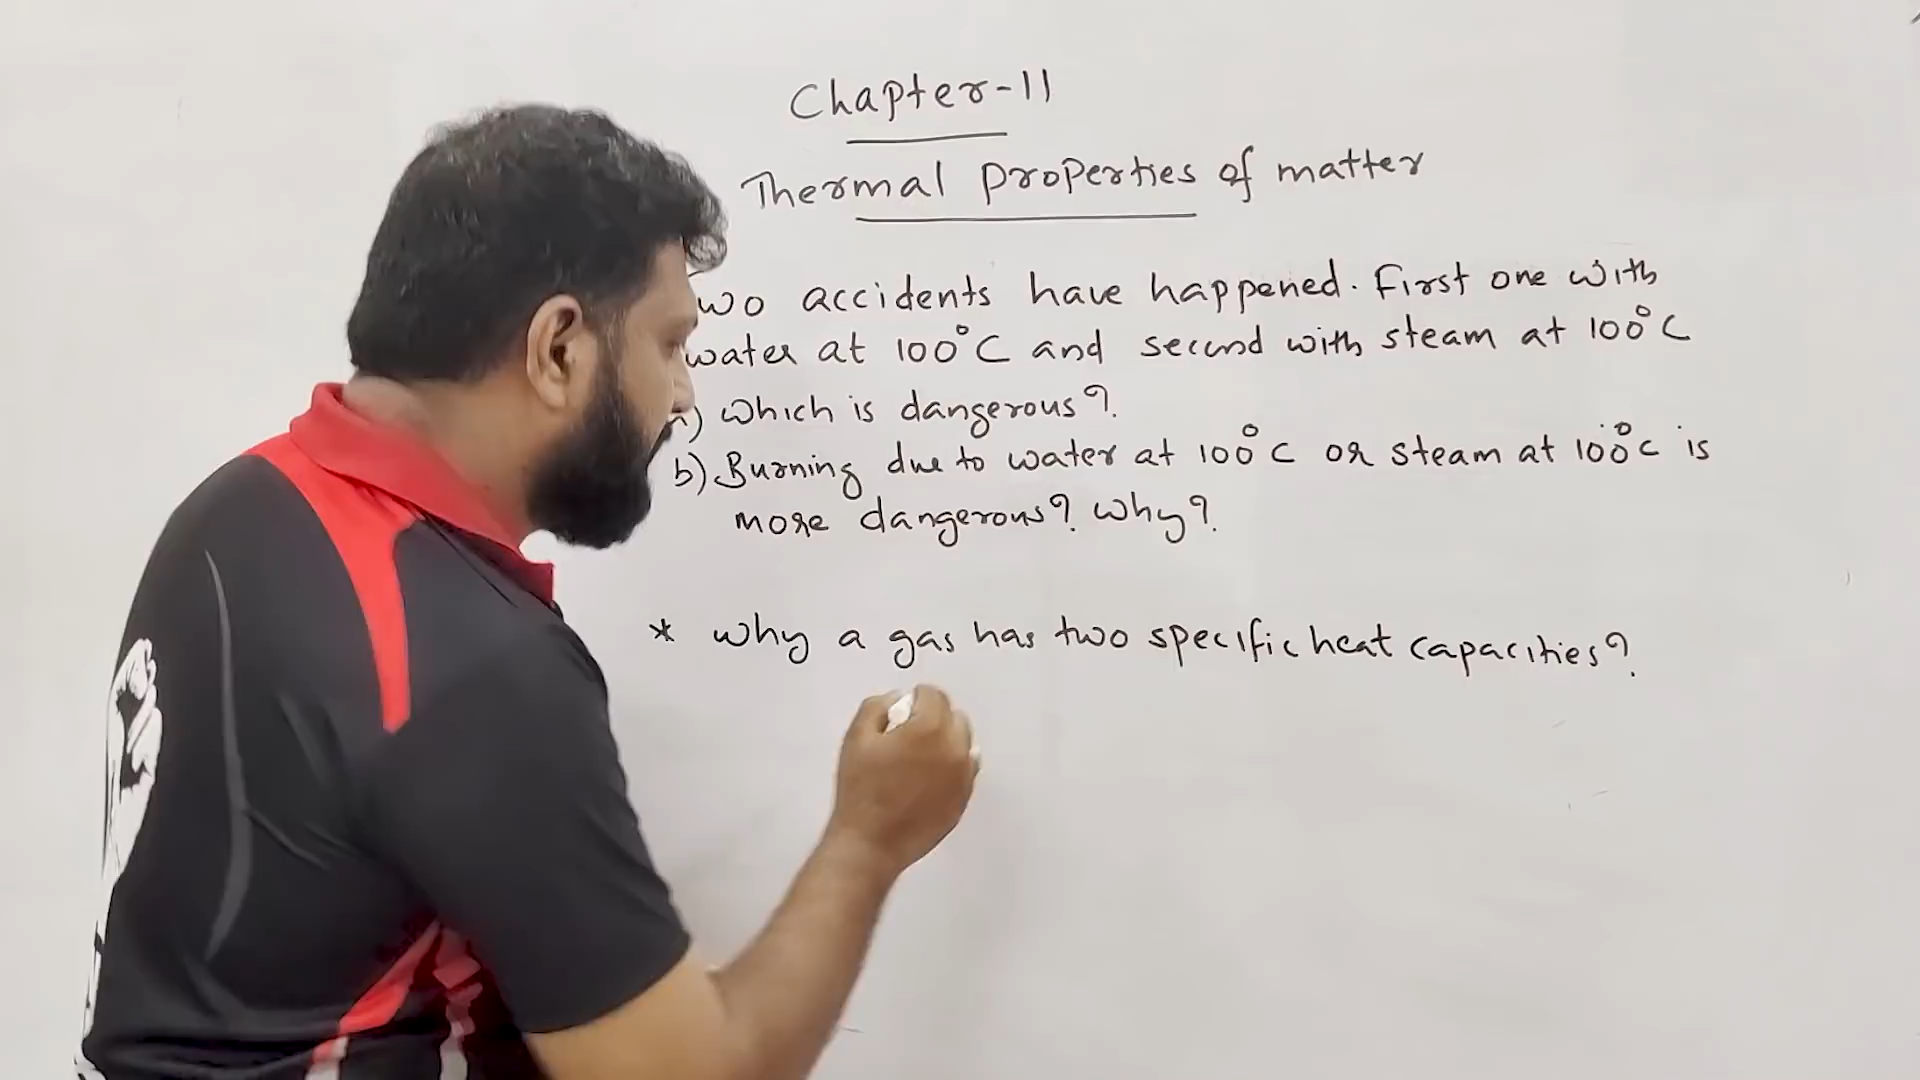 Chapter-11
Thermal properties of matter
wo accidents have happened. First one with
water at 100°C and second with steam at 100°C
a) which is dangerous?
b) Burning due to water at 100°C or steam at 100°C is
more dangerous? why?
* why a gas has two specific heat capacities?